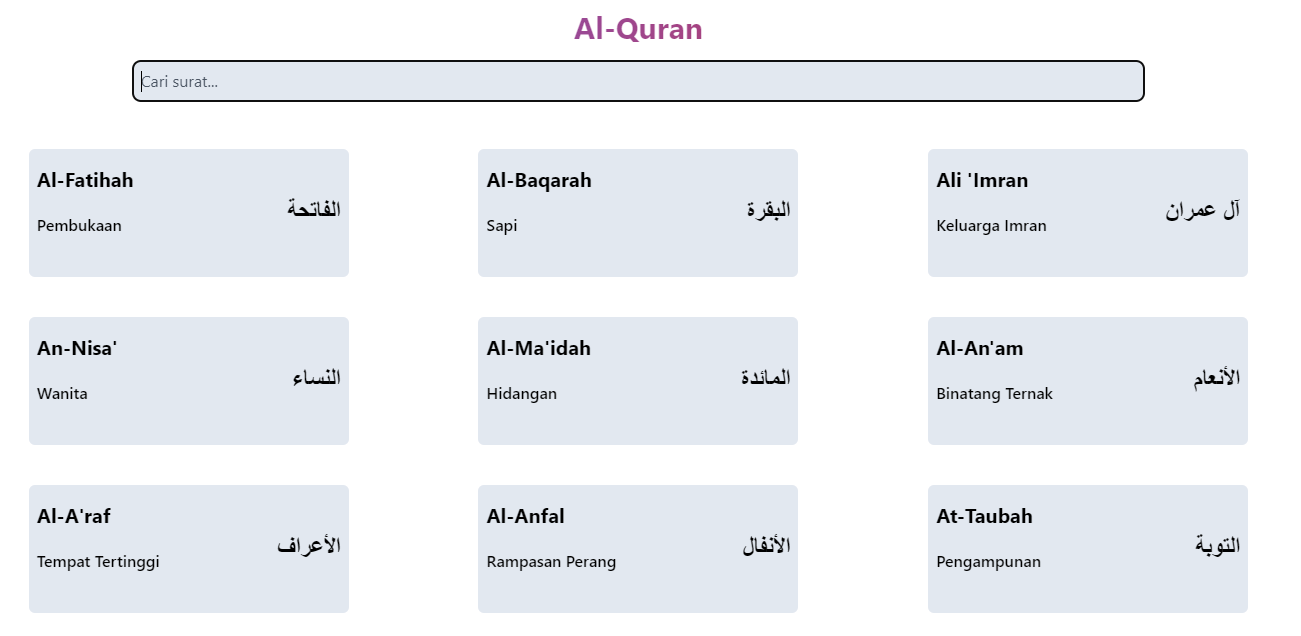 Al-Quran
Cari surat...
Al-Fatihah
الفاتحة
Pembukaan
Al-Baqarah
البقرة
Sapi
Ali 'Imran
آل عمران
Keluarga Imran
An-Nisa'
النساء
Wanita
Al-Ma'idah
المائدة
Hidangan
Al-An'am
الأنعام
Binatang Ternak
Al-A'raf
الأعراف
Tempat Tertinggi
Al-Anfal
الأنفال
Rampasan Perang
At-Taubah
التوبة
Pengampunan